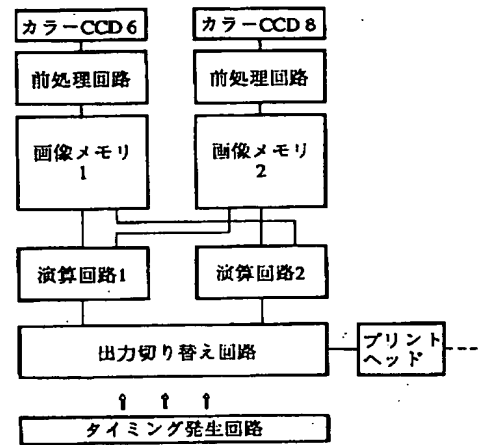 カラーCCD6
カラーCCD8
前処理回路
前処理回路
画像メモリ
1
画像メモリ
2
演算回路1
演算回路2
出力切り替え回路
プリント
ヘッド
タイミング発生回路